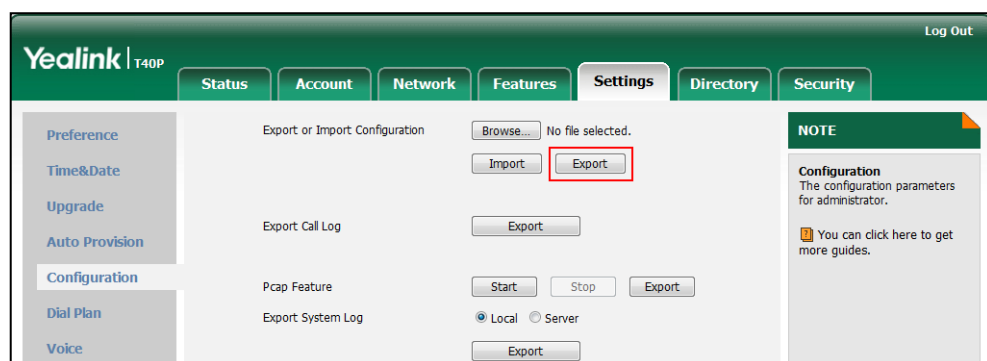 Log Out
Yealink T40P
Status Account Network Features Settings Directory Security
Preference
Time&Date
Upgrade
Auto Provision
Configuration
Dial Plan
Voice
Export or Import Configuration Browse... No file selected.
Import Export
Export Call Log Export
Pcap Feature Start Stop Export
Export System Log Local Server
Export
NOTE
Configuration
The configuration parameters
for administrator.
You can click here to get
more guides.